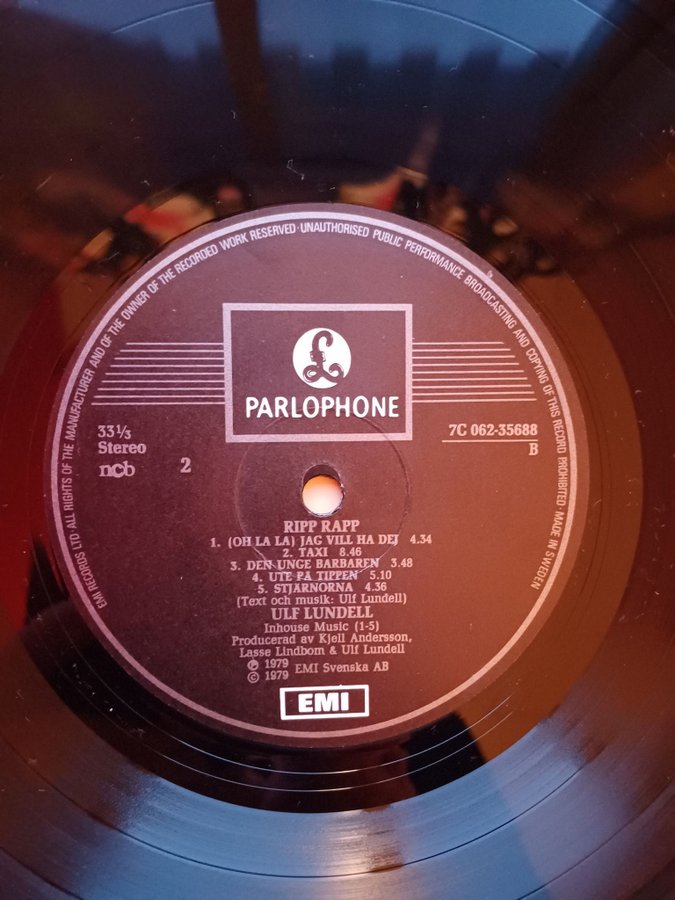 EMI RECORDS LTD·ALL RIGHTS OF THE MANUFACTURER AND OF THE OWNER OF THE RECORDED WORK RESERVED·UNAUTHORISED PUBLIC PERFORMANCE BROADCASTING AND COPYING OF THIS RECORD PROHIBITED·MADE IN SWEDEN
£
PARLOPHONE
33⅓
Stereo
ncb 2
7C 062-35688
B
RIPP RAPP
1. (OH LA LA) JAG VILL HA DEJ 4.34
2. TAXI 8.46
3. DEN UNGE BARBAREN 3.48
4. UTE PÅ TIPPEN 5.10
5. STJÄRNORNA 4.36
(Text och musik: Ulf Lundell)
ULF LUNDELL
Inhouse Music (1-5)
Producerad av Kjell Andersson,
Lasse Lindbom & Ulf Lundell
℗ 1979 EMI Svenska AB
© 1979
EMI